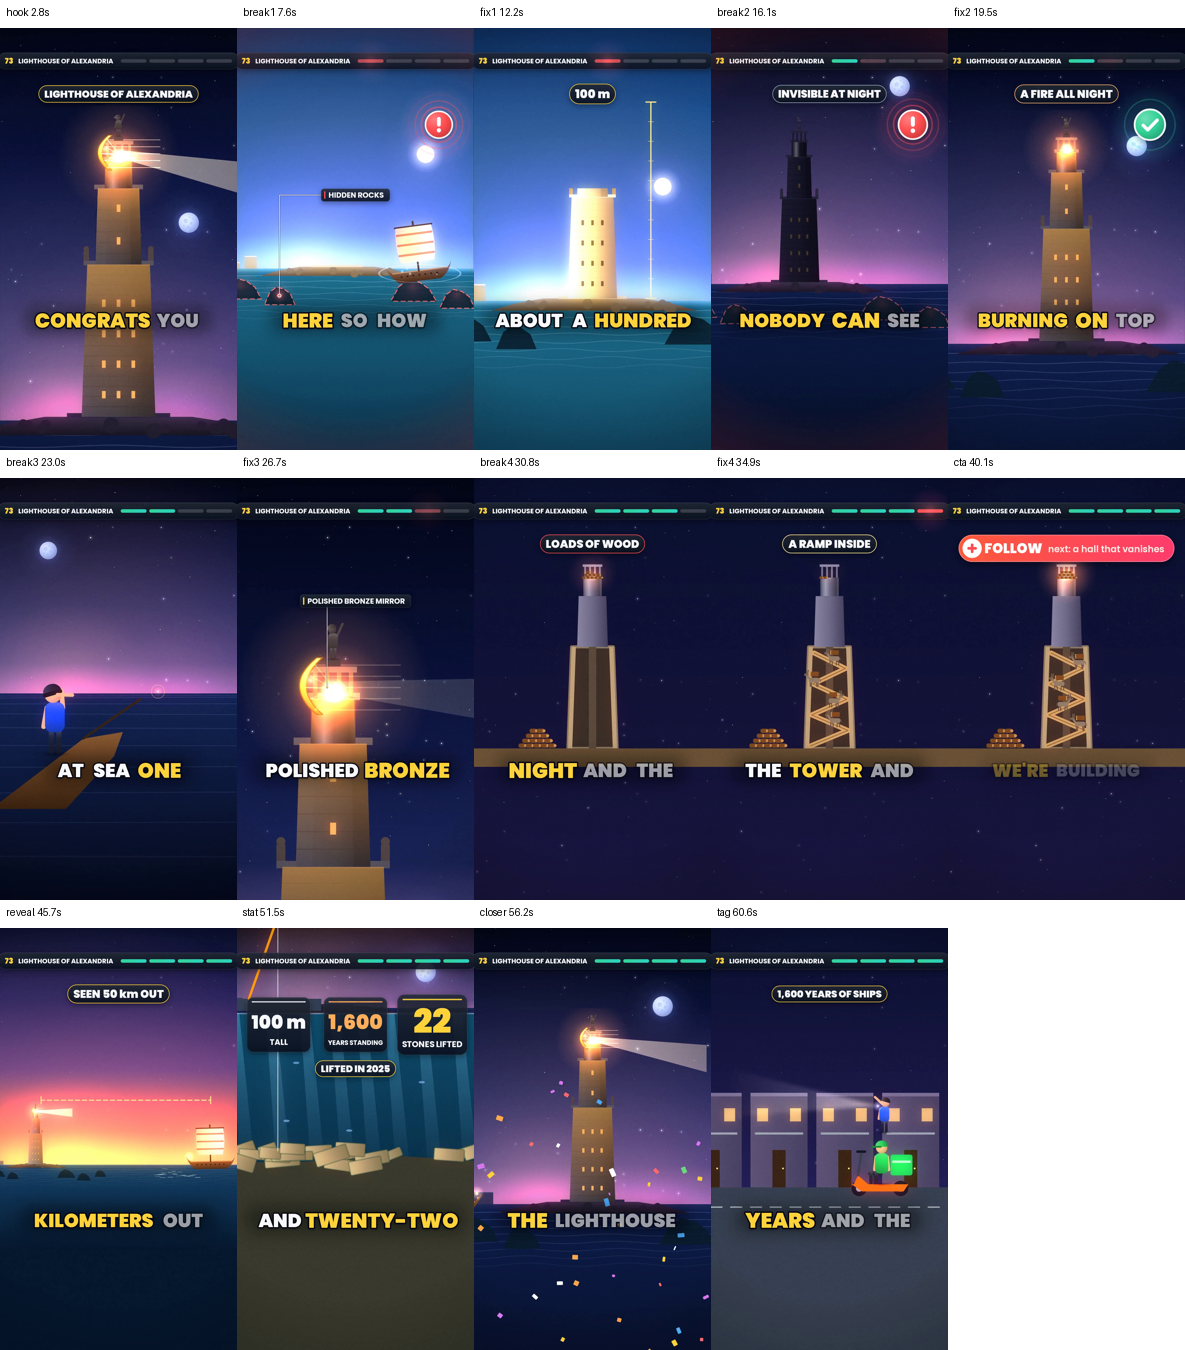 hook 2.8s
73 LIGHTHOUSE OF ALEXANDRIA
LIGHTHOUSE OF ALEXANDRIA
CONGRATS YOU
break1 7.6s
73 LIGHTHOUSE OF ALEXANDRIA
HIDDEN ROCKS
HERE SO HOW
fix1 12.2s
73 LIGHTHOUSE OF ALEXANDRIA
100 m
ABOUT A HUNDRED
break2 16.1s
73 LIGHTHOUSE OF ALEXANDRIA
INVISIBLE AT NIGHT
NOBODY CAN SEE
fix2 19.5s
73 LIGHTHOUSE OF ALEXANDRIA
A FIRE ALL NIGHT
BURNING ON TOP
break3 23.0s
73 LIGHTHOUSE OF ALEXANDRIA
AT SEA ONE
fix3 26.7s
73 LIGHTHOUSE OF ALEXANDRIA
POLISHED BRONZE MIRROR
POLISHED BRONZE
break4 30.8s
73 LIGHTHOUSE OF ALEXANDRIA
LOADS OF WOOD
NIGHT AND THE
fix4 34.9s
73 LIGHTHOUSE OF ALEXANDRIA
A RAMP INSIDE
THE TOWER AND
cta 40.1s
73 LIGHTHOUSE OF ALEXANDRIA
FOLLOW next: a hall that vanishes
WE'RE BUILDING
reveal 45.7s
73 LIGHTHOUSE OF ALEXANDRIA
SEEN 50 km OUT
KILOMETERS OUT
stat 51.5s
73 LIGHTHOUSE OF ALEXANDRIA
100 m
TALL
1,600
YEARS STANDING
22
STONES LIFTED
LIFTED IN 2025
AND TWENTY-TWO
closer 56.2s
73 LIGHTHOUSE OF ALEXANDRIA
THE LIGHTHOUSE
tag 60.6s
73 LIGHTHOUSE OF ALEXANDRIA
1,600 YEARS OF SHIPS
YEARS AND THE